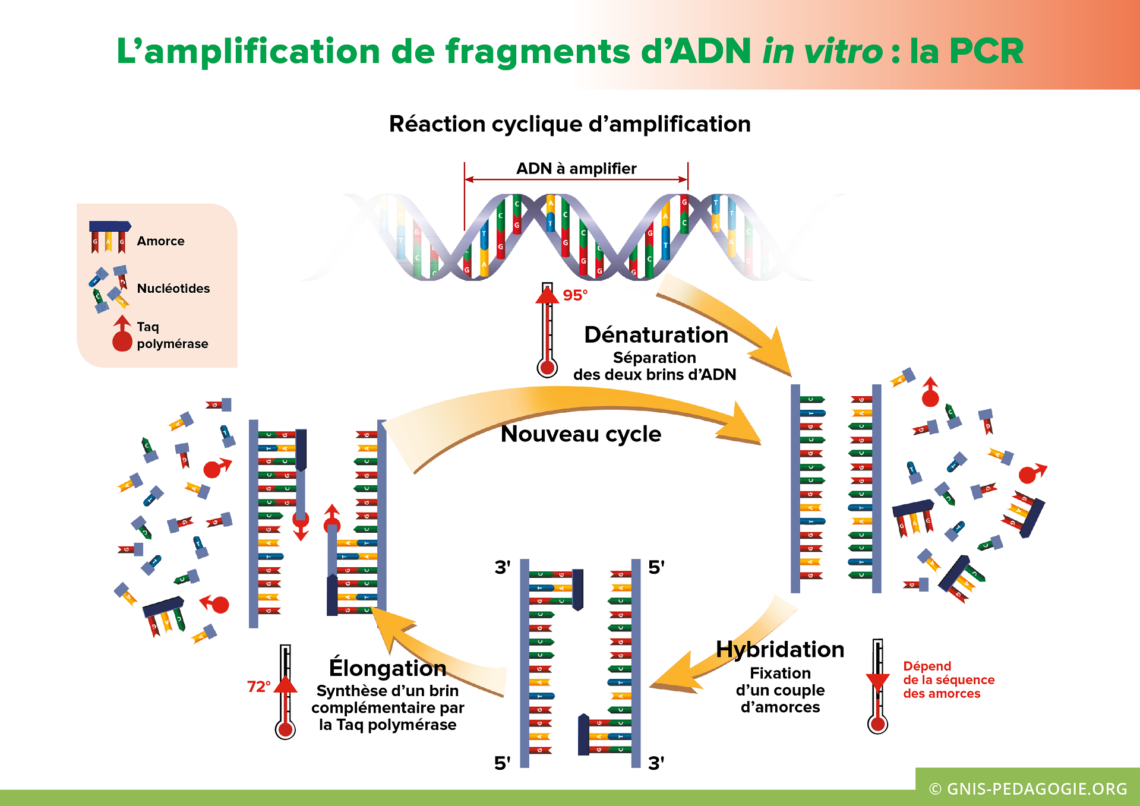 L’amplification de fragments d’ADN in vitro : la PCR
Réaction cyclique d’amplification
ADN à amplifier
Amorce
Nucléotides
Taq
polymérase
95°
Dénaturation
Séparation
des deux brins d’ADN
Nouveau cycle
3'
5'
Hybridation
Fixation
d’un couple
d’amorces
Dépend
de la séquence
des amorces
72°
Élongation
Synthèse d’un brin
complémentaire par
la Taq polymérase
5'
3'
© GNIS-PEDAGOGIE.ORG